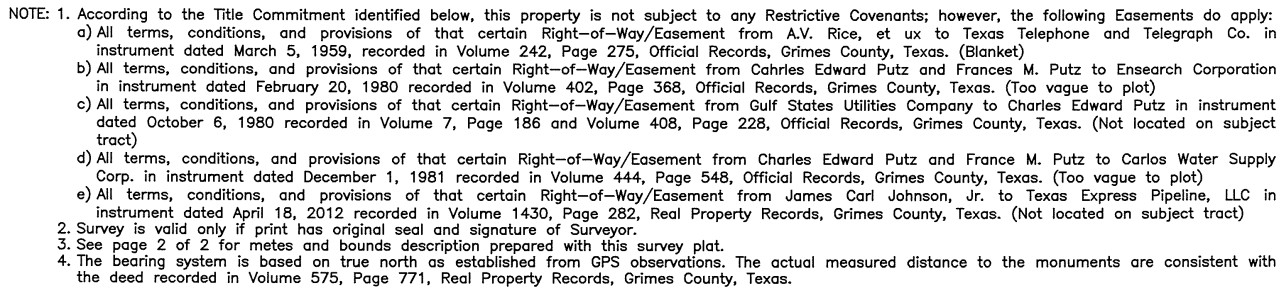 NOTE: 1. According to the Title Commitment identified below, this property is not subject to any Restrictive Covenants; however, the following Easements do apply:
a) All terms, conditions, and provisions of that certain Right-of-Way/Easement from A.V. Rice, et ux to Texas Telephone and Telegraph Co. in
instrument dated March 5, 1959, recorded in Volume 242, Page 275, Official Records, Grimes County, Texas. (Blanket)
b) All terms, conditions, and provisions of that certain Right-of-Way/Easement from Cahrles Edward Putz and Frances M. Putz to Ensearch Corporation
in instrument dated February 20, 1980 recorded in Volume 402, Page 368, Official Records, Grimes County, Texas. (Too vague to plot)
c) All terms, conditions, and provisions of that certain Right-of-Way/Easement from Gulf States Utilities Company to Charles Edward Putz in instrument
dated October 6, 1980 recorded in Volume 7, Page 186 and Volume 408, Page 228, Official Records, Grimes County, Texas. (Not located on subject
tract)
d) All terms, conditions, and provisions of that certain Right-of-Way/Easement from Charles Edward Putz and France M. Putz to Carlos Water Supply
Corp. in instrument dated December 1, 1981 recorded in Volume 444, Page 548, Official Records, Grimes County, Texas. (Too vague to plot)
e) All terms, conditions, and provisions of that certain Right-of-Way/Easement from James Carl Johnson, Jr. to Texas Express Pipeline, LLC in
instrument dated April 18, 2012 recorded in Volume 1430, Page 282, Real Property Records, Grimes County, Texas. (Not located on subject tract)
2. Survey is valid only if print has original seal and signature of Surveyor.
3. See page 2 of 2 for metes and bounds description prepared with this survey plat.
4. The bearing system is based on true north as established from GPS observations. The actual measured distance to the monuments are consistent with
the deed recorded in Volume 575, Page 771, Real Property Records, Grimes County, Texas.